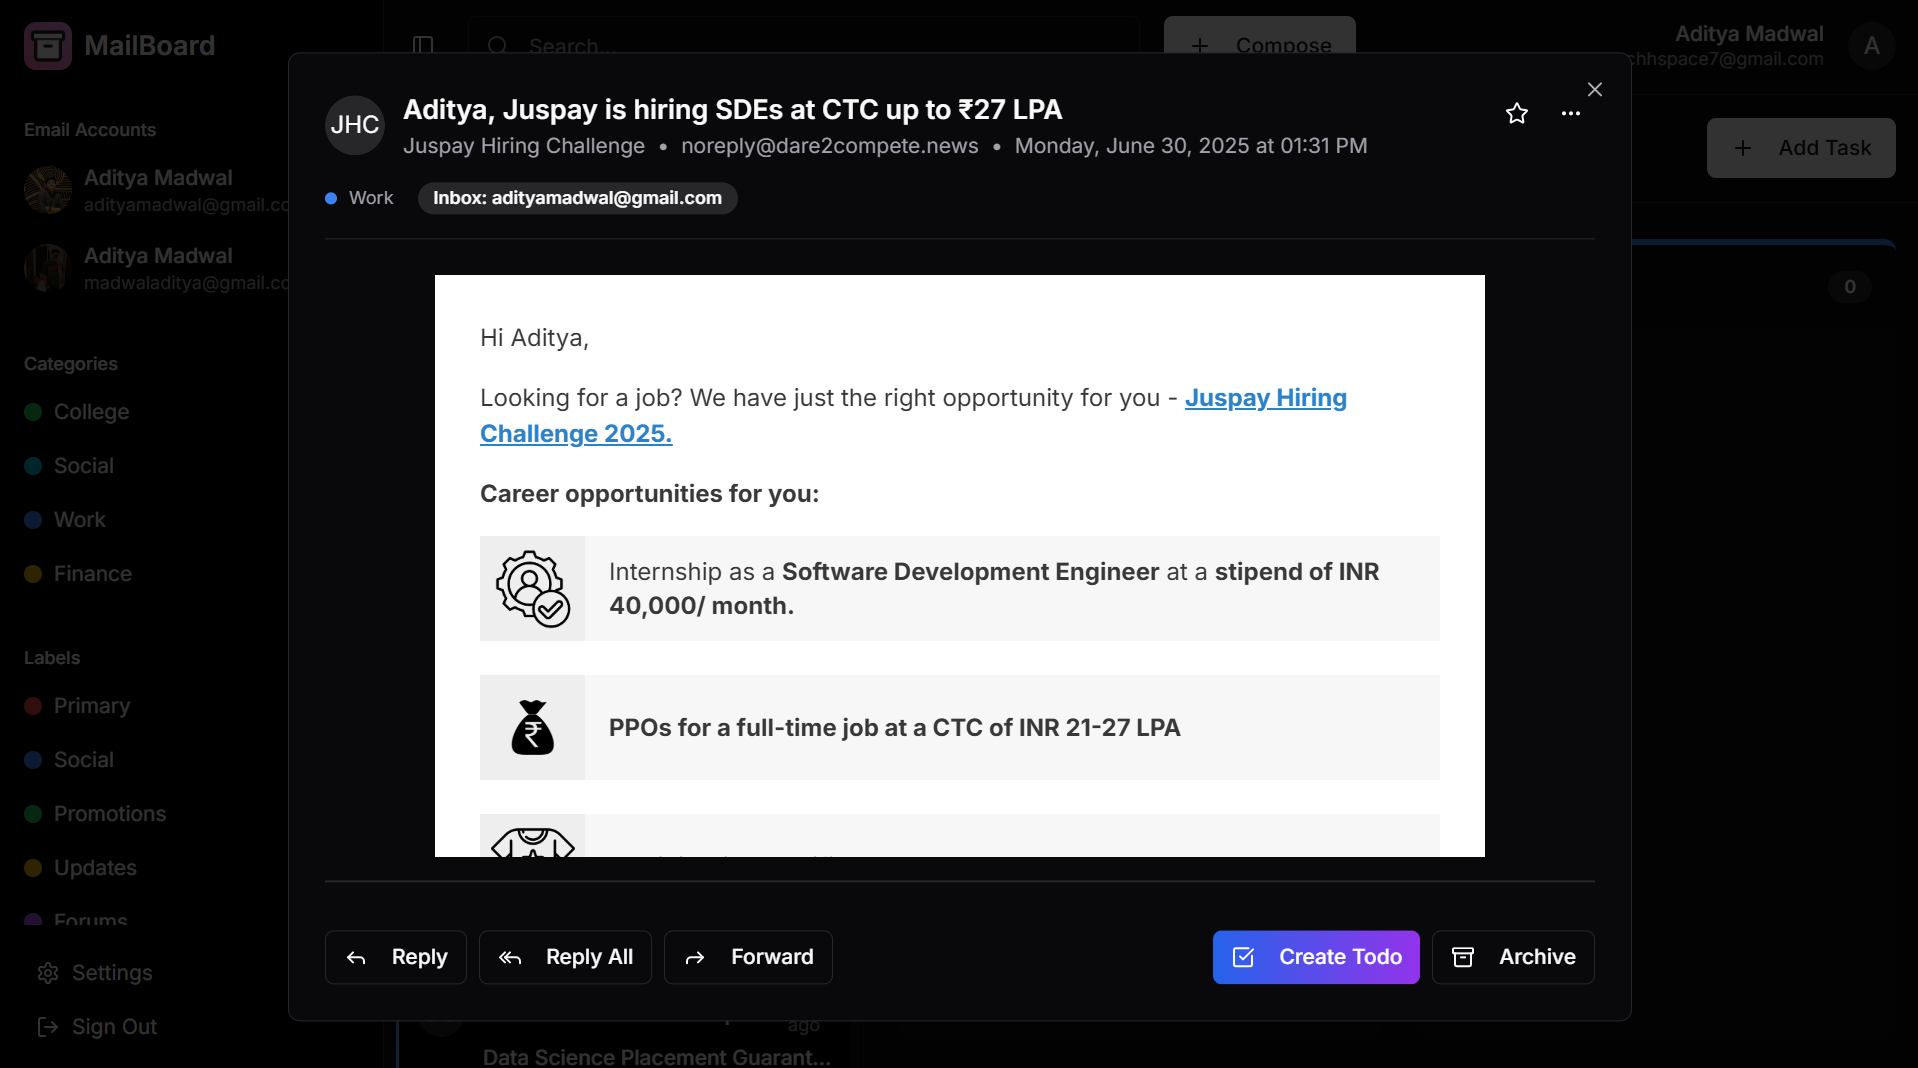 MailBoard
Search...
Compose
Aditya Madwal
chhspace7@gmail.com
A
Email Accounts
Aditya Madwal
adityamadwal@gmail.co
Aditya Madwal
madwaladitya@gmail.co
Categories
College
Social
Work
Finance
Labels
Primary
Social
Promotions
Updates
Forums
Settings
Sign Out
Add Task
0
JHC
Aditya, Juspay is hiring SDEs at CTC up to ₹27 LPA
Juspay Hiring Challenge • noreply@dare2compete.news • Monday, June 30, 2025 at 01:31 PM
Work
Inbox: adityamadwal@gmail.com
Hi Aditya,
Looking for a job? We have just the right opportunity for you - Juspay Hiring
Challenge 2025.
Career opportunities for you:
Internship as a Software Development Engineer at a stipend of INR
40,000/ month.
PPOs for a full-time job at a CTC of INR 21-27 LPA
Reply
Reply All
Forward
Create Todo
Archive
ago
Data Science Placement Guarant...